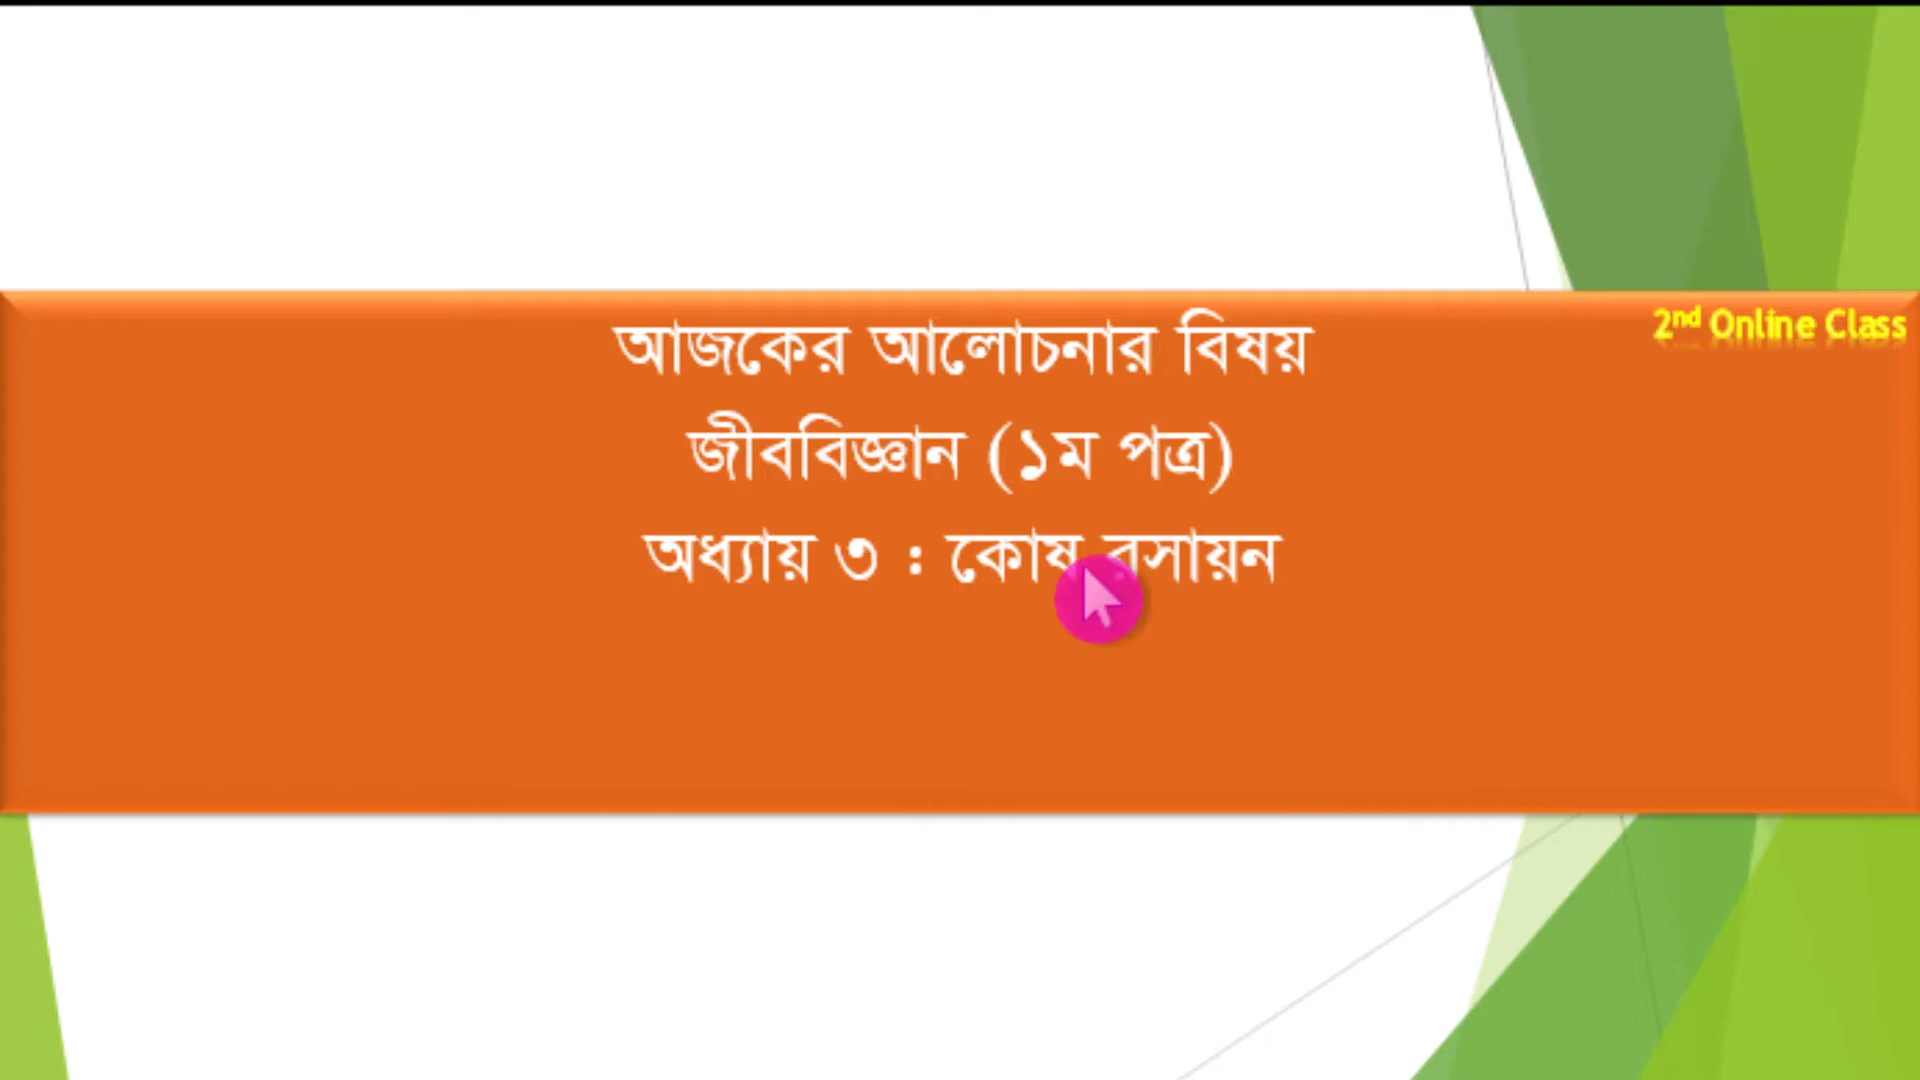 2nd Online Class
আজকের আলোচনার বিষয়
জীববিজ্ঞান (১ম পত্র)
অধ্যায় ৩ : কোষ রসায়ন